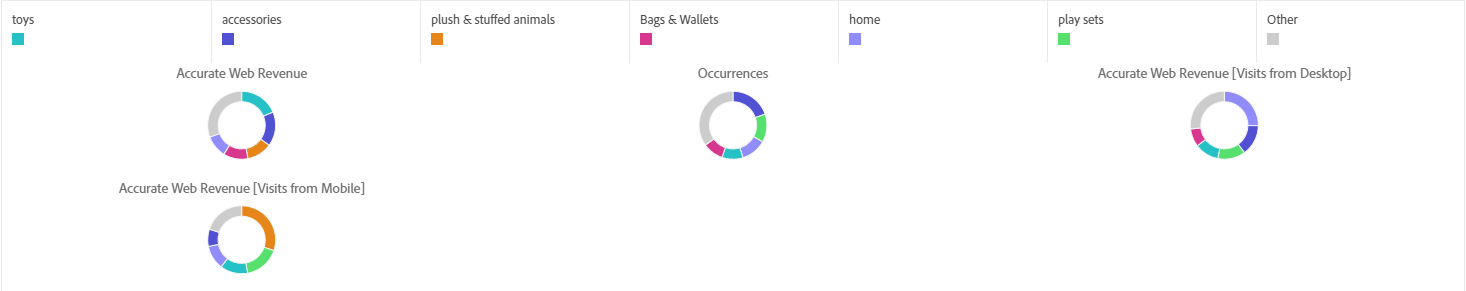 toys
accessories
plush & stuffed animals
Bags & Wallets
home
play sets
Other
Accurate Web Revenue
Occurrences
Accurate Web Revenue [Visits from Desktop]
Accurate Web Revenue [Visits from Mobile]